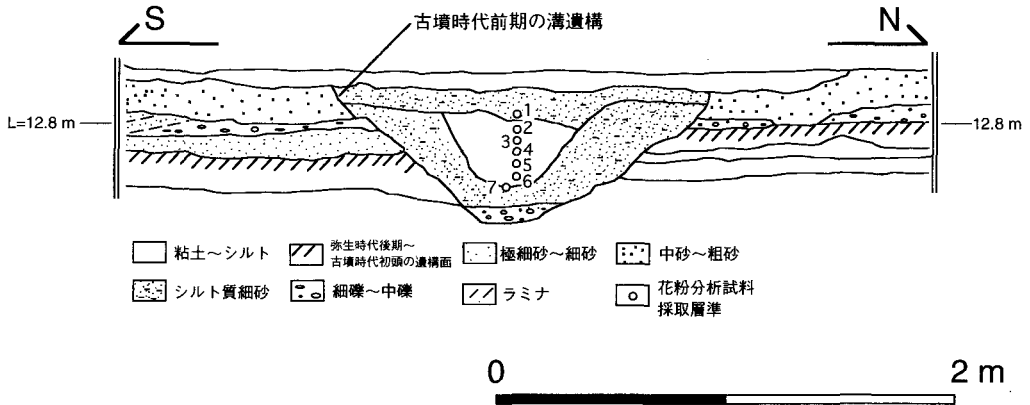 S
古墳時代前期の溝遺構
N
L=12.8 m
12.8 m
1
2
3
4
5
6
7
粘土～シルト
弥生時代後期～
古墳時代初頭の遺構面
極細砂～細砂
中砂～粗砂
シルト質細砂
細礫～中礫
ラミナ
花粉分析試料
採取層準
0
2 m